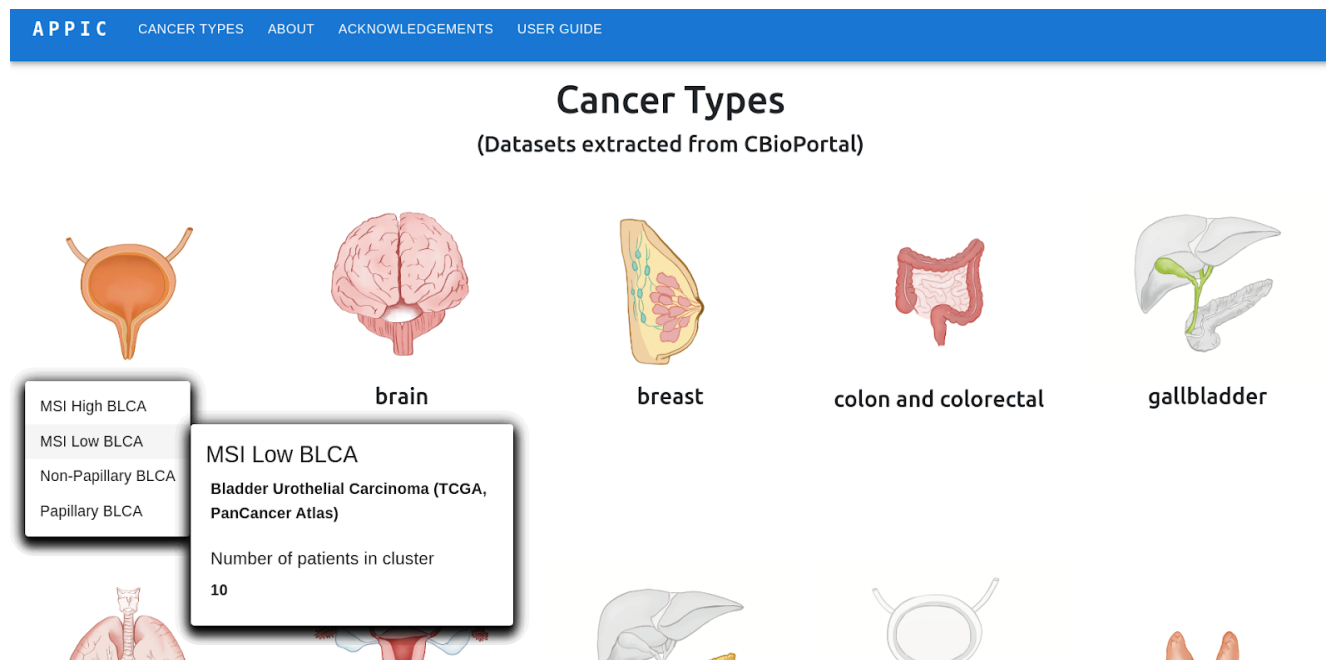 APPIC CANCER TYPES ABOUT ACKNOWLEDGEMENTS USER GUIDE
Cancer Types
(Datasets extracted from CBioPortal)
brain
breast
colon and colorectal
gallbladder
MSI High BLCA
MSI Low BLCA
Non-Papillary BLCA
Papillary BLCA
MSI Low BLCA
Bladder Urothelial Carcinoma (TCGA,
PanCancer Atlas)
Number of patients in cluster
10